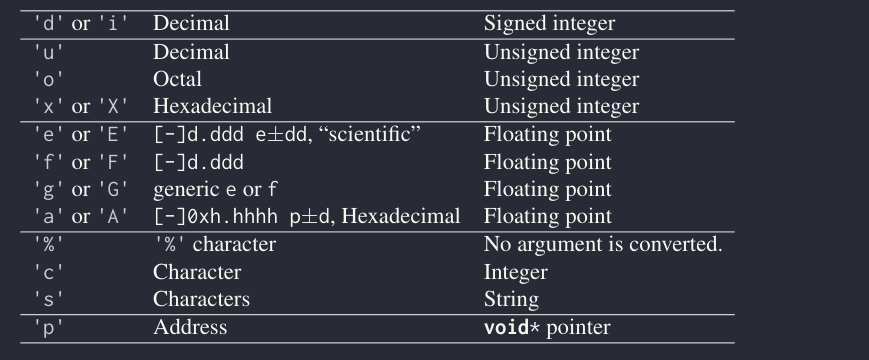 'd' or 'i' Decimal Signed integer
'u' Decimal Unsigned integer
'o' Octal Unsigned integer
'x' or 'X' Hexadecimal Unsigned integer
'e' or 'E' [-]d.ddd e±dd, “scientific” Floating point
'f' or 'F' [-]d.ddd Floating point
'g' or 'G' generic e or f Floating point
'a' or 'A' [-]0xh.hhhh p±d, Hexadecimal Floating point
'%' '%' character No argument is converted.
'c' Character Integer
's' Characters String
'p' Address void* pointer